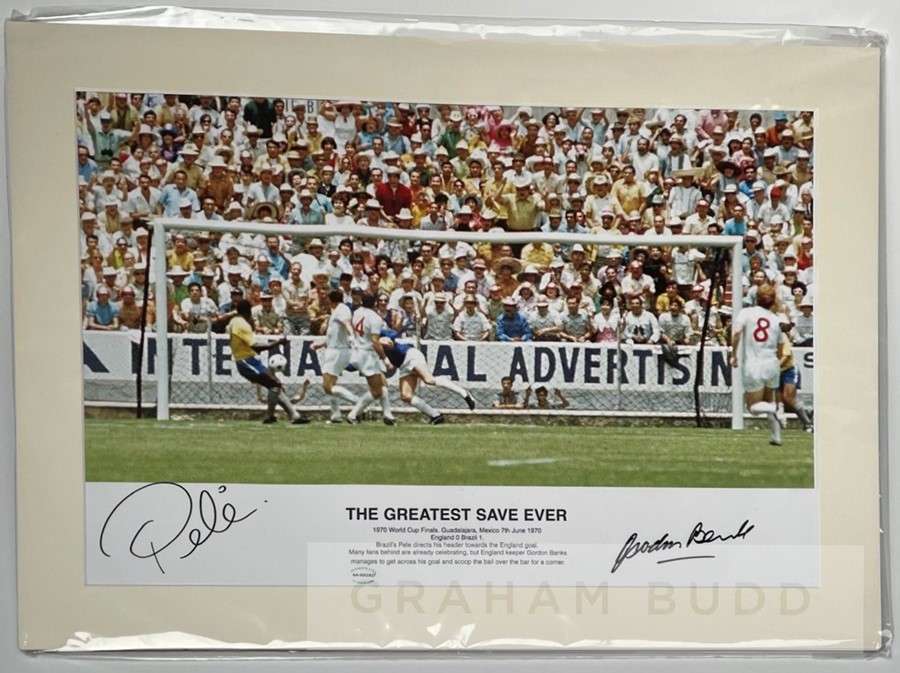 INTERNATIONAL ADVERTISIN
4
8
Pelé
THE GREATEST SAVE EVER
1970 World Cup Finals, Guadalajara, Mexico 7th June 1970
England 0 Brazil 1.
Brazil's Pele directs his header towards the England goal.
Many fans behind are already celebrating, but England keeper Gordon Banks
manages to get across his goal and scoop the ball over the bar for a corner.
Gordon Banks
GRAHAM BUDD